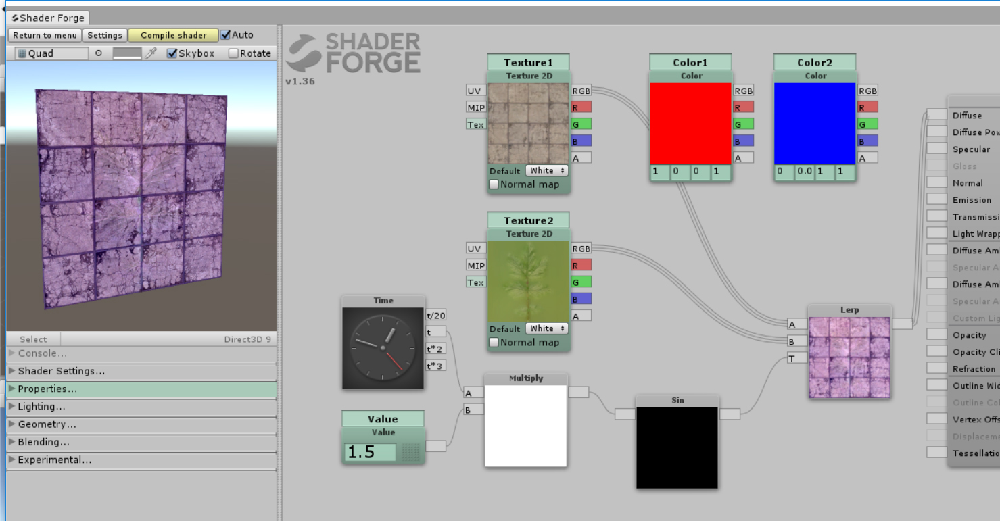 Shader Forge
Return to menu Settings Compile shader Auto
Quad Skybox Rotate
Select Direct3D 9
Console...
Shader Settings...
Properties...
Lighting...
Geometry...
Blending...
Experimental...
SHADER
FORGE
v1.36
Texture1
Texture 2D
UV RGB
MIP R
Tex G
B
A
Default White
Normal map
Color1
Color
RGB
R
G
B
A
1 0 0 1
Color2
Color
RGB
R
G
B
A
0 0.0 1 1
Texture2
Texture 2D
UV RGB
MIP R
Tex G
B
A
Default White
Normal map
Time
t/20
t
t*2
t*3
Value
Value
1.5
Multiply
A
B
Sin
Lerp
A
B
T
Diffuse
Diffuse Pow
Specular
Gloss
Normal
Emission
Transmissi
Light Wrapp
Diffuse Am
Specular A
Diffuse Am
Specular A
Custom Lig
Opacity
Opacity Cli
Refraction
Outline Wid
Outline Col
Vertex Offs
Displaceme
Tessellatio